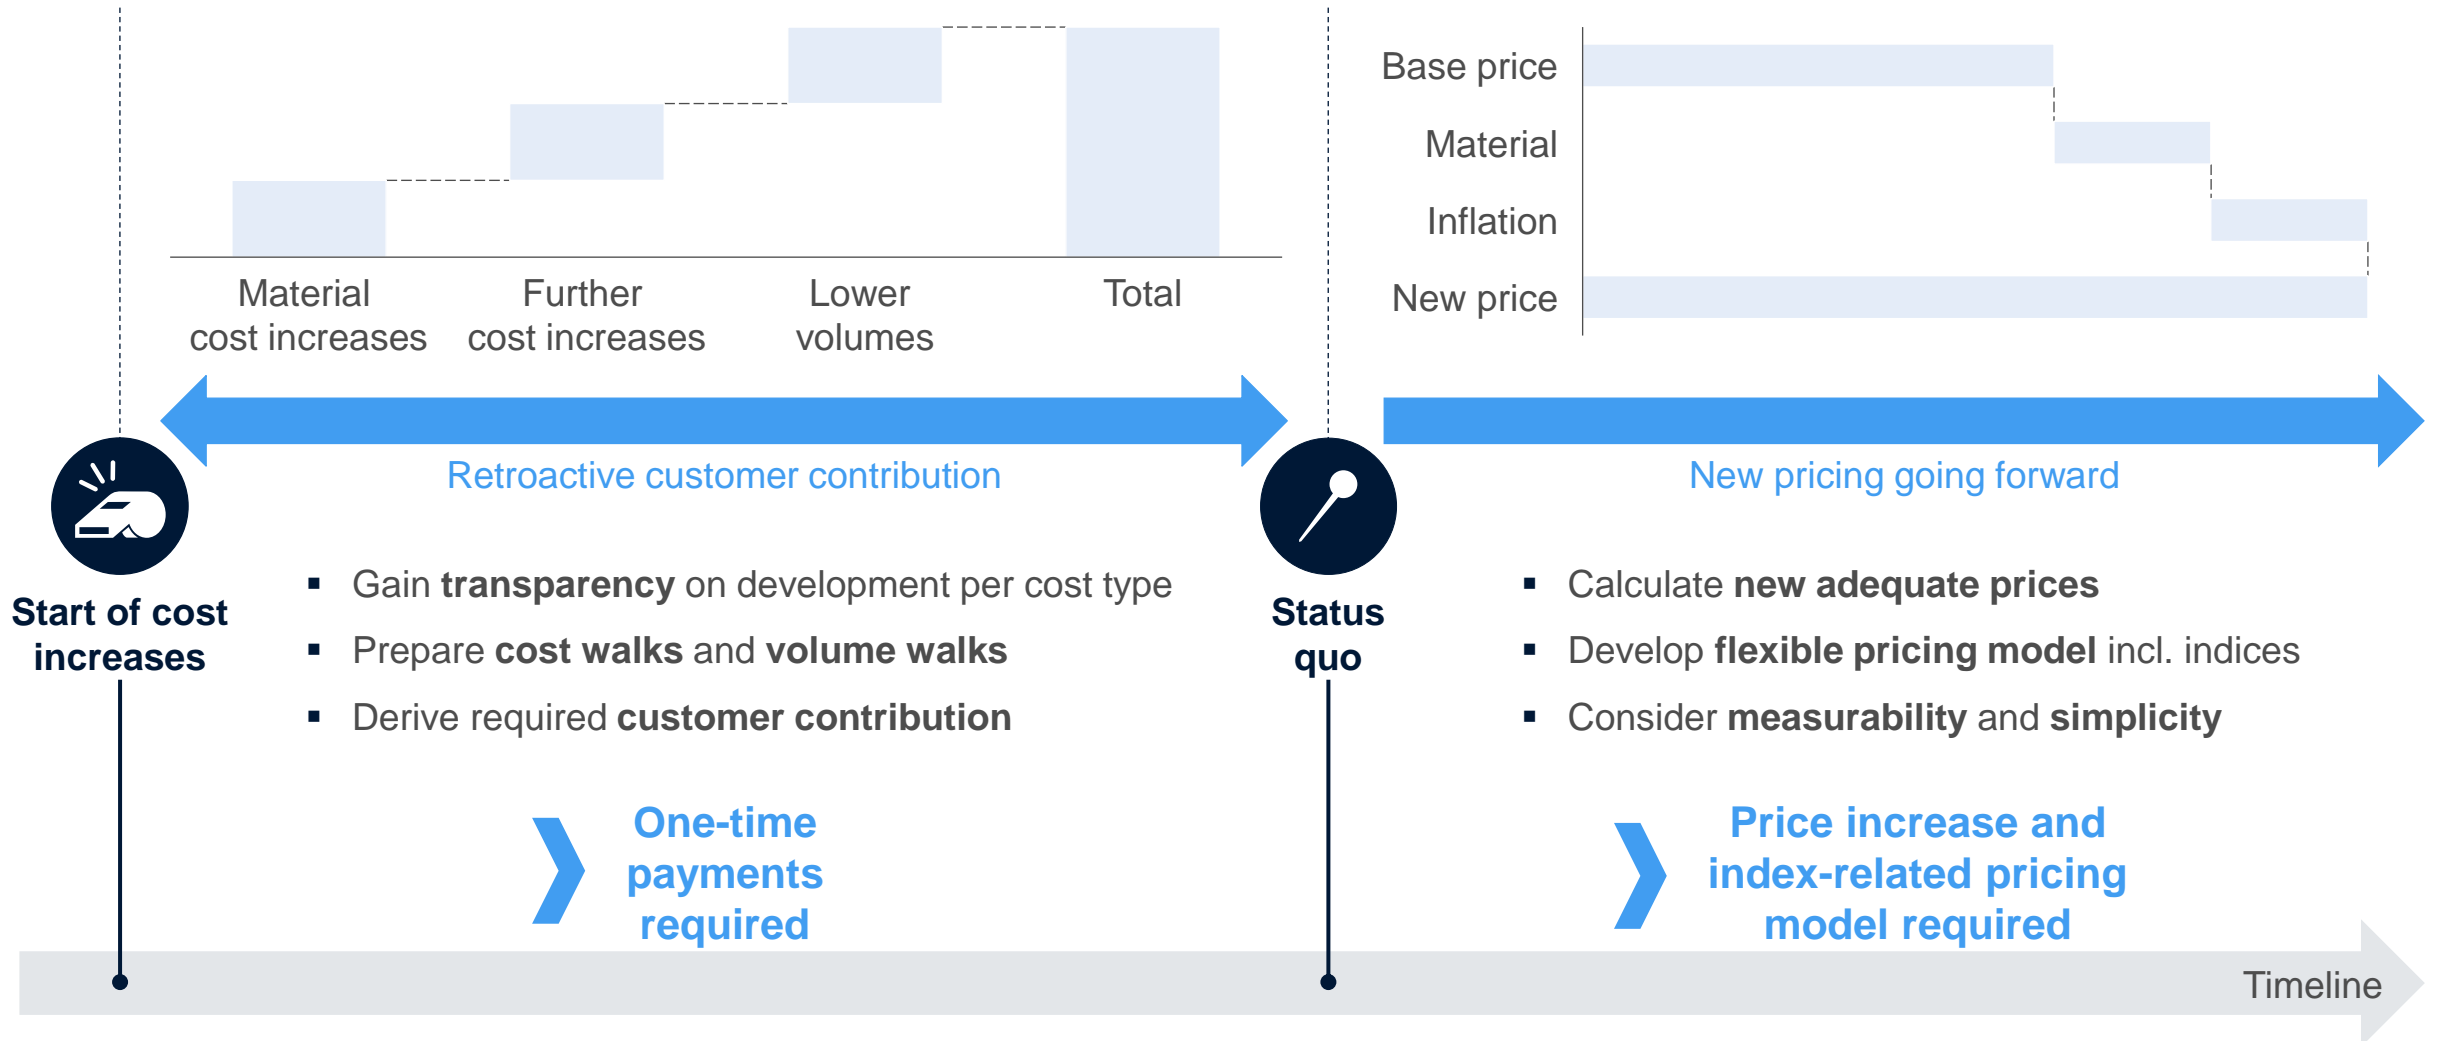 Material
cost increases
Further
cost increases
Lower
volumes
Total
Base price
Material
Inflation
New price
Retroactive customer contribution
New pricing going forward
Start of cost
increases
▪ Gain transparency on development per cost type
▪ Prepare cost walks and volume walks
▪ Derive required customer contribution
One-time
payments
required
Status
quo
▪ Calculate new adequate prices
▪ Develop flexible pricing model incl. indices
▪ Consider measurability and simplicity
Price increase and
index-related pricing
model required
Timeline